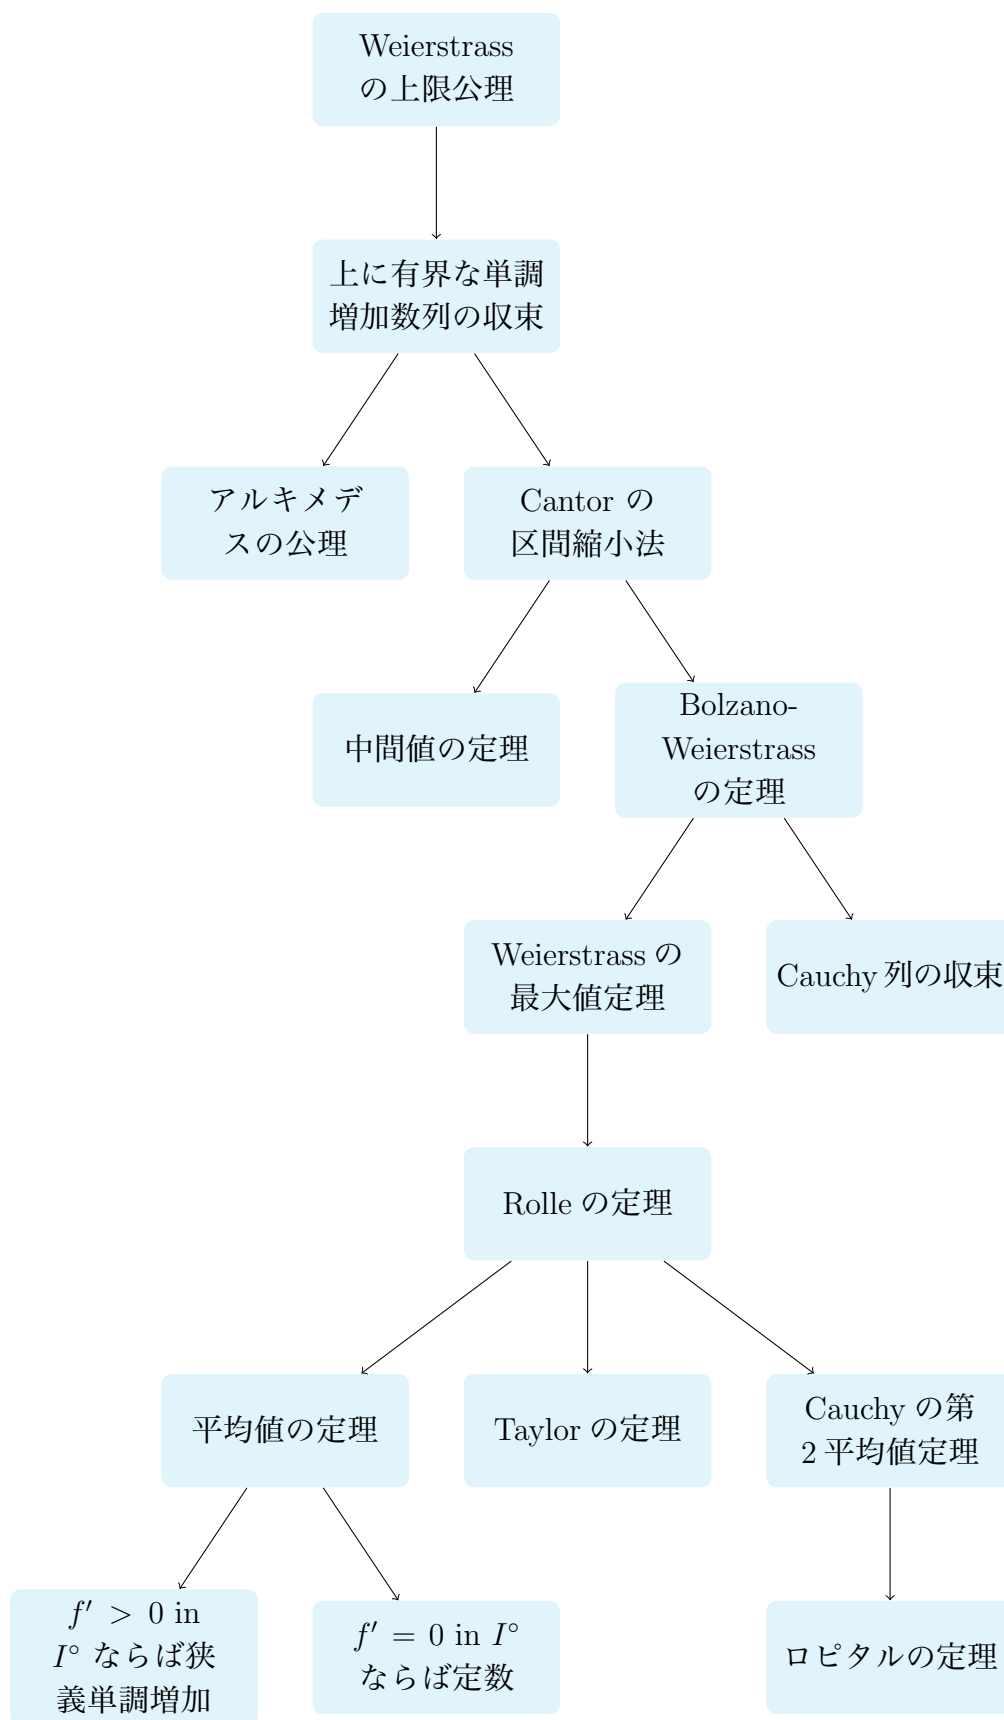 Weierstrass
の上限公理
上に有界な単調
増加数列の収束
アルキメデ
スの公理
Cantor の
区間縮小法
中間値の定理
Bolzano-
Weierstrass
の定理
Weierstrass の
最大値定理
Cauchy 列の収束
Rolle の定理
平均値の定理
Taylor の定理
Cauchy の第
2 平均値定理
f′ > 0 in
I° ならば狭
義単調増加
f′ = 0 in I°
ならば定数
ロピタルの定理